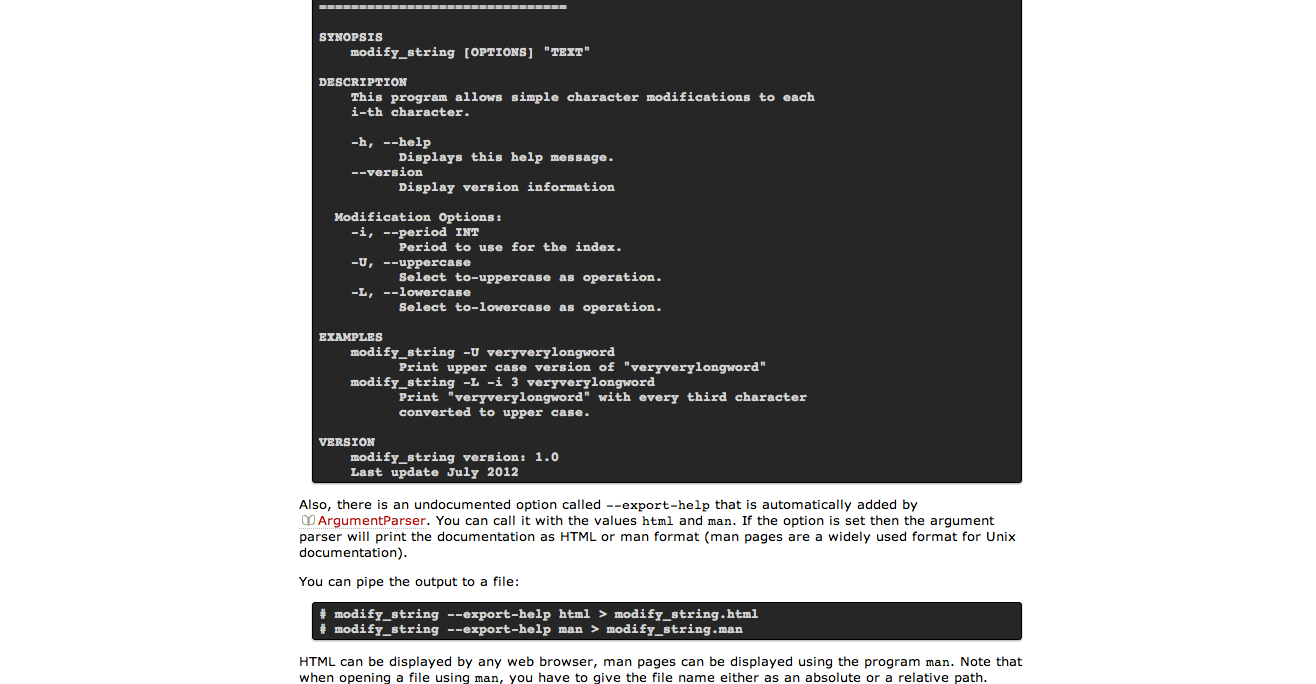 ==============================
SYNOPSIS
modify_string [OPTIONS] "TEXT"
DESCRIPTION
This program allows simple character modifications to each
i-th character.
-h, --help
Displays this help message.
--version
Display version information
Modification Options:
-i, --period INT
Period to use for the index.
-U, --uppercase
Select to-uppercase as operation.
-L, --lowercase
Select to-lowercase as operation.
EXAMPLES
modify_string -U veryverylongword
Print upper case version of "veryverylongword"
modify_string -L -i 3 veryverylongword
Print "veryverylongword" with every third character
converted to upper case.
VERSION
modify_string version: 1.0
Last update July 2012
Also, there is an undocumented option called --export-help that is automatically added by
ArgumentParser. You can call it with the values html and man. If the option is set then the argument
parser will print the documentation as HTML or man format (man pages are a widely used format for Unix
documentation).
You can pipe the output to a file:
# modify_string --export-help html > modify_string.html
# modify_string --export-help man > modify_string.man
HTML can be displayed by any web browser, man pages can be displayed using the program man. Note that
when opening a file using man, you have to give the file name either as an absolute or a relative path.